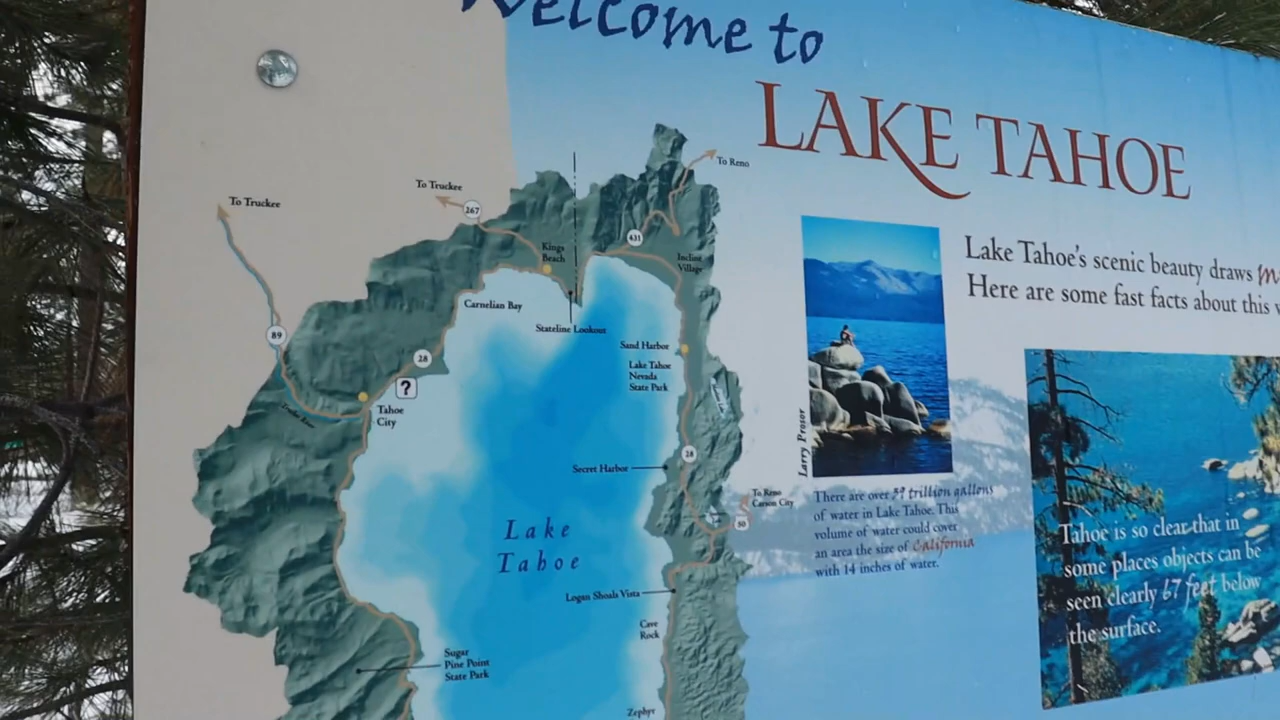 Welcome to
LAKE TAHOE
To Reno
To Truckee
267
To Truckee
431
Kings
Beach
Incline
Village
Carnelian Bay
Stateline Lookout
89
Sand Harbor
28
Lake Tahoe
Nevada
State Park
?
Tahoe
City
28
Secret Harbor
To Reno
Carson City
50
Lake
Tahoe
Logan Shoals Vista
Cave
Rock
Sugar
Pine Point
State Park
Zephyr
Lake Tahoe's scenic beauty draws
Here are some fast facts about this
Larry Prosor
There are over 39 trillion gallons
of water in Lake Tahoe. This
volume of water could cover
an area the size of California
with 14 inches of water.
Tahoe is so clear that in
some places objects can be
seen clearly 67 feet below
the surface.